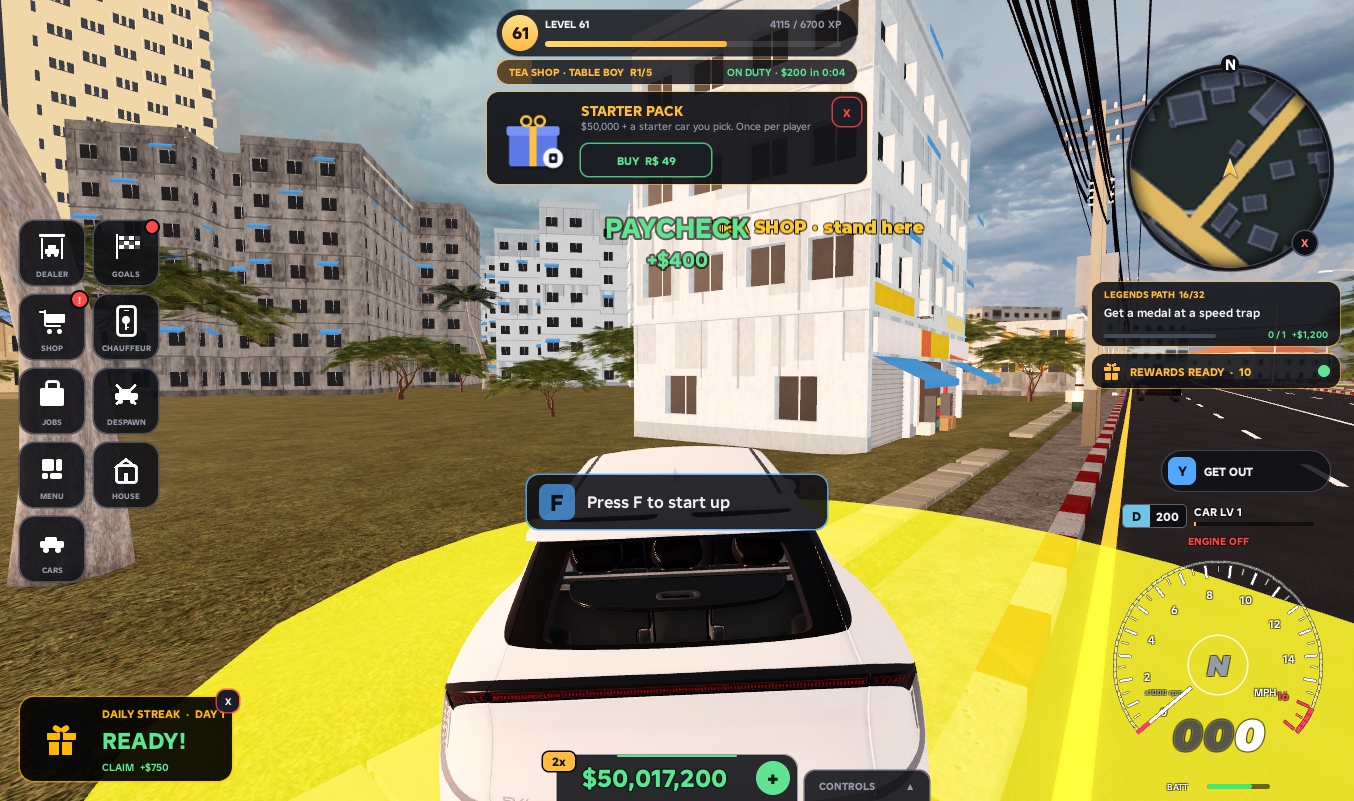 61
LEVEL 61
4115 / 6700 XP
TEA SHOP · TABLE BOY R1/5
ON DUTY · $200 in 0:04
STARTER PACK
$50,000 + a starter car you pick. Once per player
BUY R$ 49
X
PAYCHECK
SHOP · stand here
+$400
N
X
DEALER
GOALS
SHOP
!
CHAUFFEUR
JOBS
DESPAWN
MENU
HOUSE
CARS
LEGENDS PATH 16/32
Get a medal at a speed trap
0 / 1 +$1,200
REWARDS READY · 10
Y
GET OUT
D 200
CAR LV 1
ENGINE OFF
F
Press F to start up
0
2
4
6
8
10
12
14
16
x1000 rpm
N
MPH
000
BATT
DAILY STREAK · DAY 1
X
READY!
CLAIM +$750
2x
$50,017,200
+
CONTROLS ▲